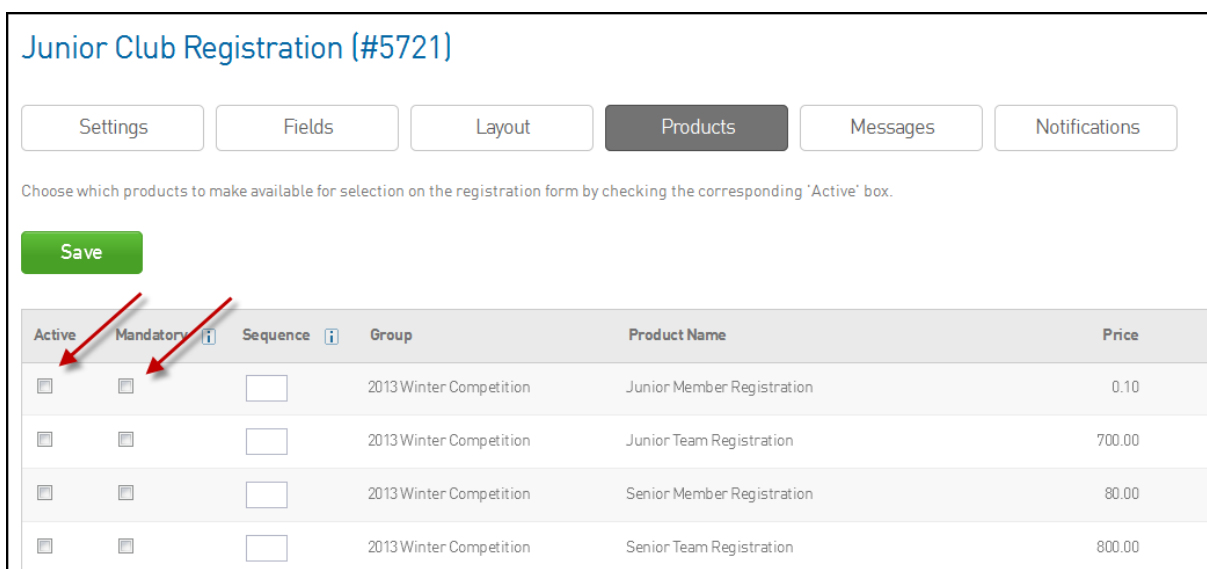 Junior Club Registration (#5721)
Settings Fields Layout Products Messages Notifications
Choose which products to make available for selection on the registration form by checking the corresponding 'Active' box.
Save
Active Mandatory i Sequence i Group Product Name Price
2013 Winter Competition Junior Member Registration 0.10
2013 Winter Competition Junior Team Registration 700.00
2013 Winter Competition Senior Member Registration 80.00
2013 Winter Competition Senior Team Registration 800.00